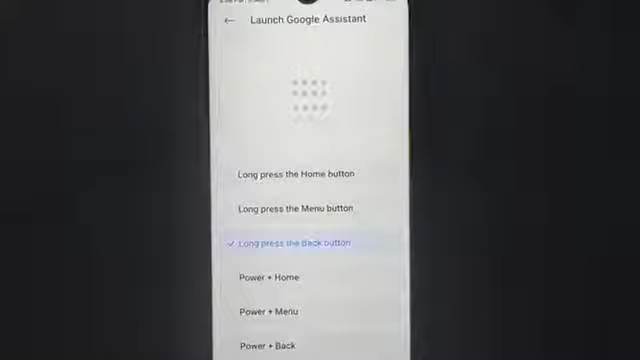 Launch Google Assistant
Long press the Home button
Long press the Menu button
Long press the Back button
Power + Home
Power + Menu
Power + Back